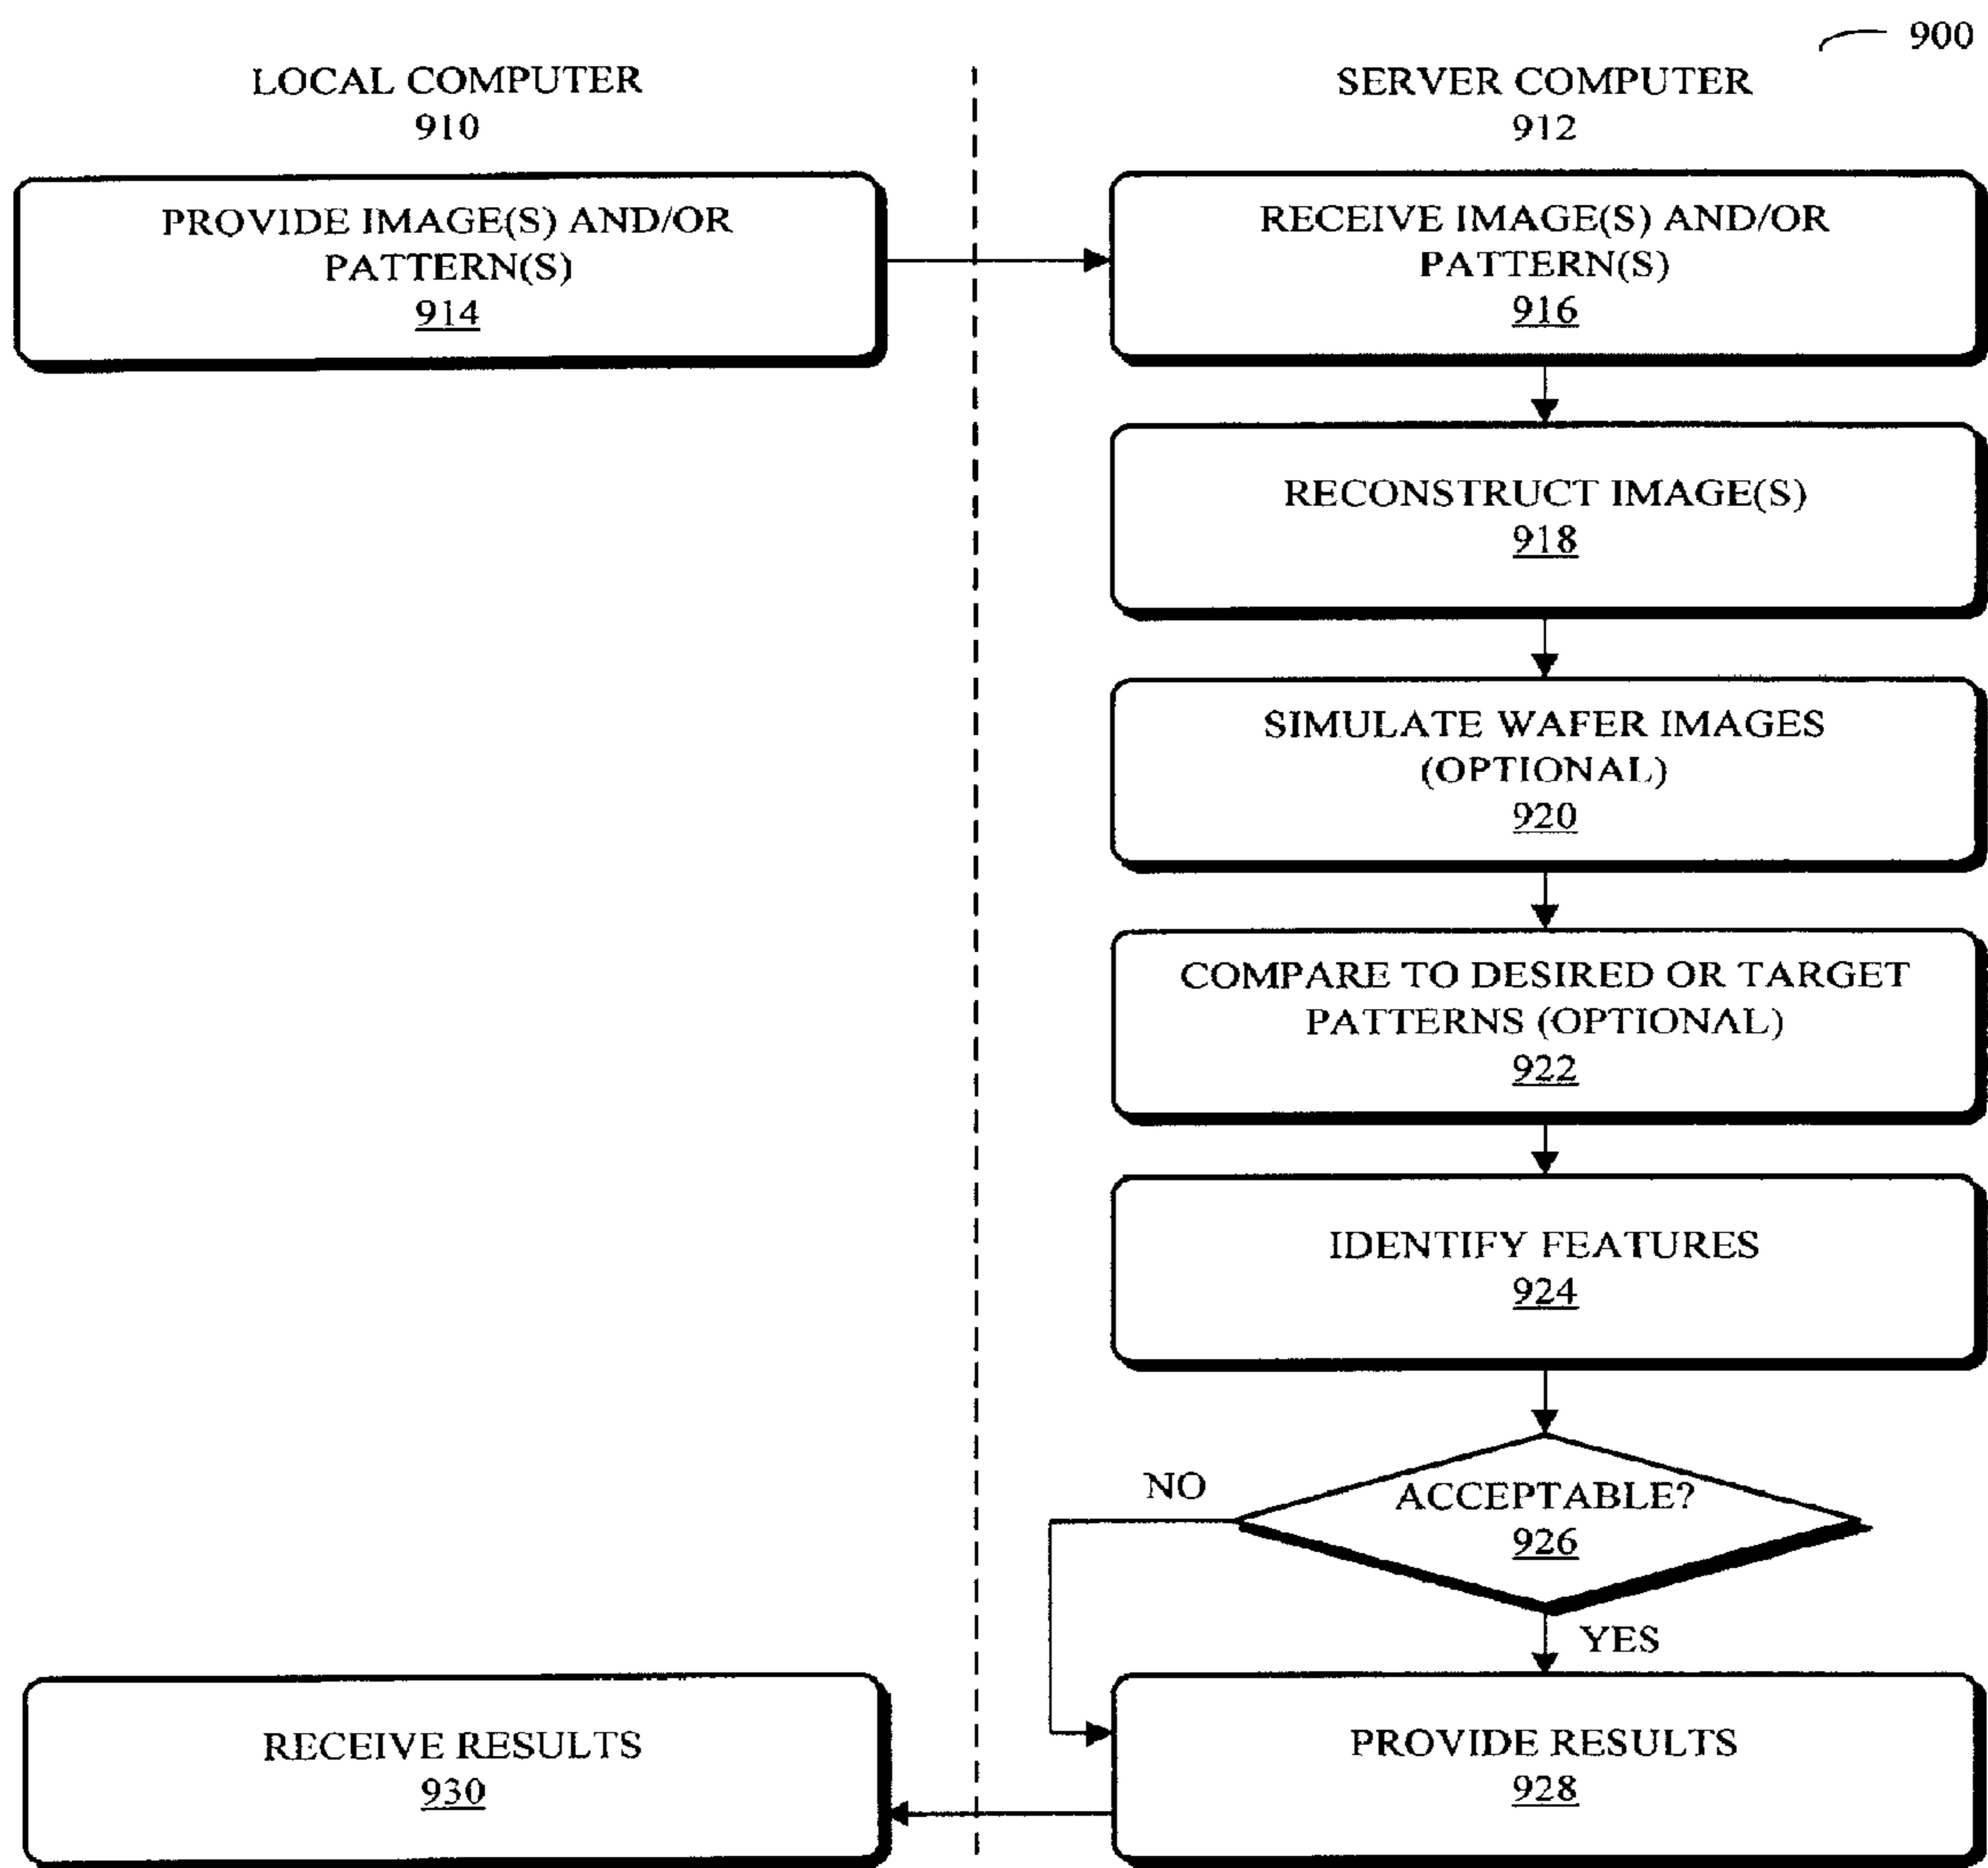 900
LOCAL COMPUTER
910
SERVER COMPUTER
912
PROVIDE IMAGE(S) AND/OR
PATTERN(S)
914
RECEIVE IMAGE(S) AND/OR
PATTERN(S)
916
RECONSTRUCT IMAGE(S)
918
SIMULATE WAFER IMAGES
(OPTIONAL)
920
COMPARE TO DESIRED OR TARGET
PATTERNS (OPTIONAL)
922
IDENTIFY FEATURES
924
NO
ACCEPTABLE?
926
YES
RECEIVE RESULTS
930
PROVIDE RESULTS
928